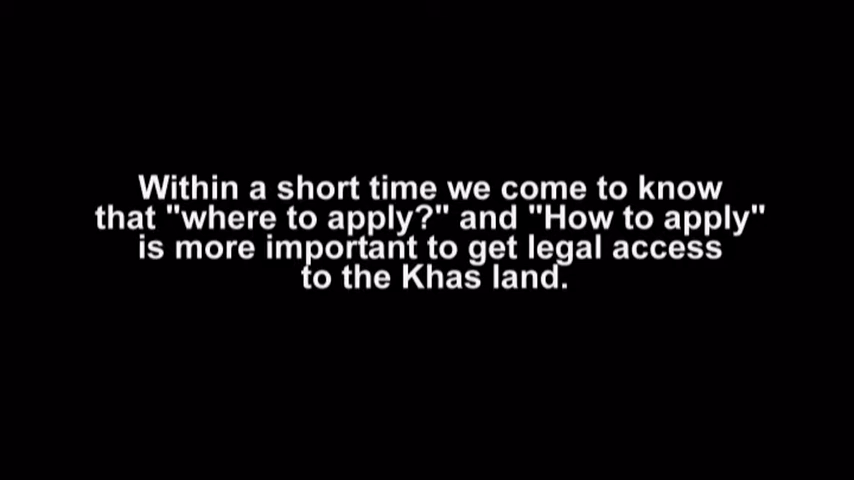 Within a short time we come to know
that "where to apply?" and "How to apply"
is more important to get legal access
to the Khas land.